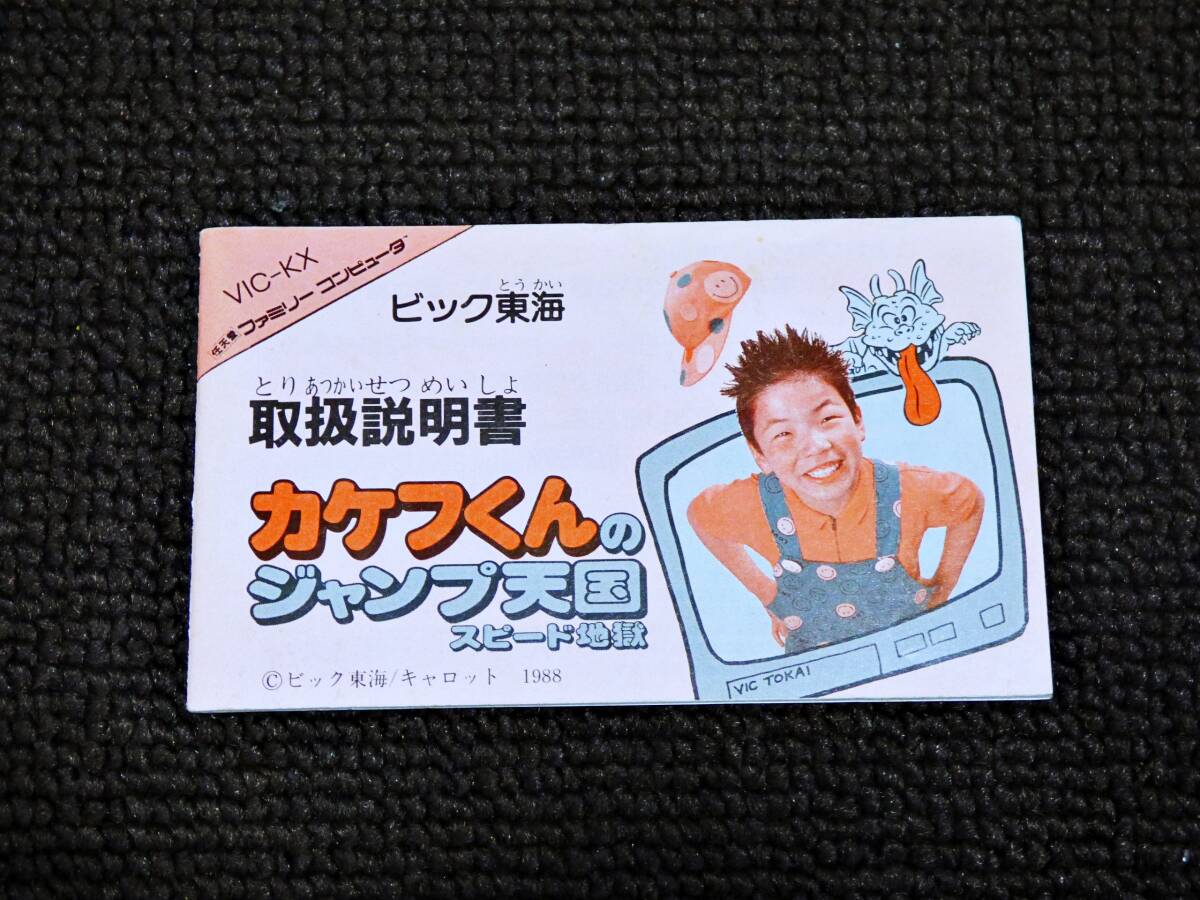 VIC-KX
任天堂 ファミリー コンピュータ™
とうかい
ビック東海
とりあつかいせつめいしょ
取扱説明書
カケフくんの
ジャンプ天国
スピード地獄
©ビック東海/キャロット 1988
VIC TOKAI